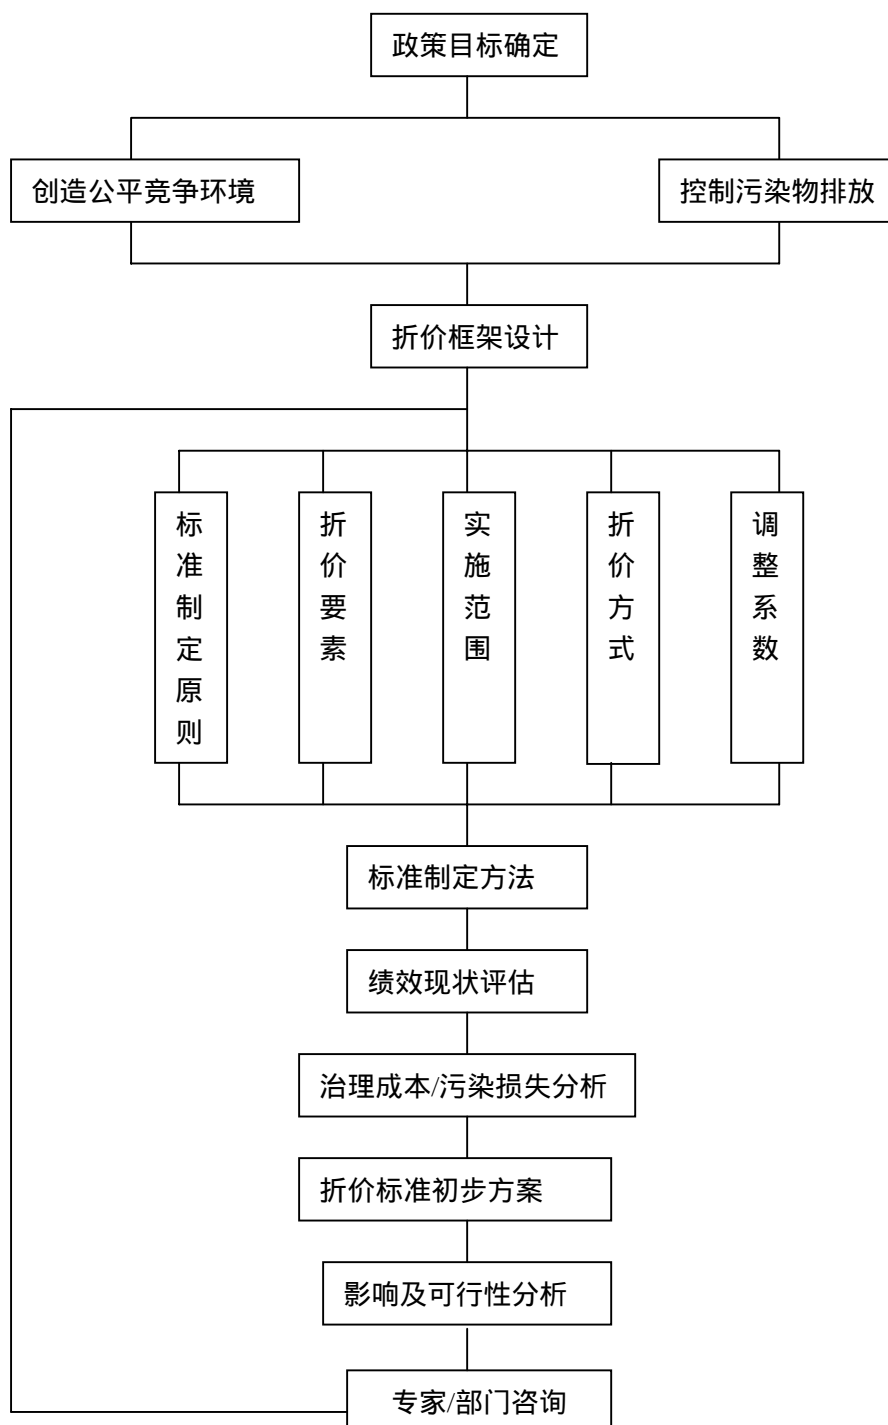 政策目标确定
创造公平竞争环境
控制污染物排放
折价框架设计
标准制定原则
折价要素
实施范围
折价方式
调整系数
标准制定方法
绩效现状评估
治理成本/污染损失分析
折价标准初步方案
影响及可行性分析
专家/部门咨询